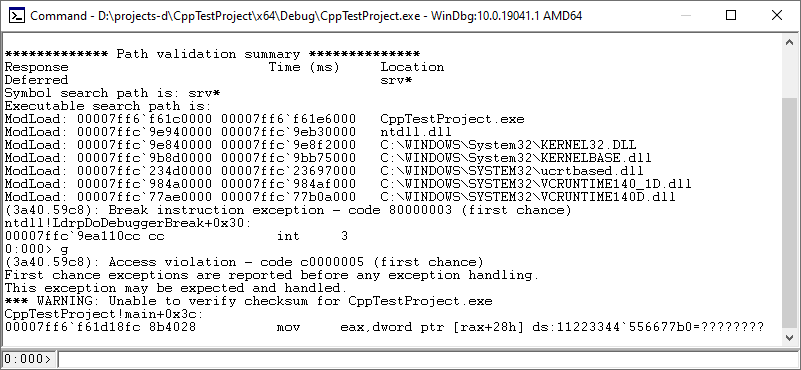 Command - D:\projects-d\CppTestProject\x64\Debug\CppTestProject.exe - WinDbg:10.0.19041.1 AMD64
************* Path validation summary **************
Response                         Time (ms)     Location
Deferred                                       srv*
Symbol search path is: srv*
Executable search path is:
ModLoad: 00007ff6`f61c0000 00007ff6`f61e6000   CppTestProject.exe
ModLoad: 00007ffc`9e940000 00007ffc`9eb30000   ntdll.dll
ModLoad: 00007ffc`9e840000 00007ffc`9e8f2000   C:\WINDOWS\System32\KERNEL32.DLL
ModLoad: 00007ffc`9b8d0000 00007ffc`9bb75000   C:\WINDOWS\System32\KERNELBASE.dll
ModLoad: 00007ffc`234d0000 00007ffc`23697000   C:\WINDOWS\SYSTEM32\ucrtbased.dll
ModLoad: 00007ffc`984a0000 00007ffc`984af000   C:\WINDOWS\SYSTEM32\VCRUNTIME140_1D.dll
ModLoad: 00007ffc`77ae0000 00007ffc`77b0a000   C:\WINDOWS\SYSTEM32\VCRUNTIME140D.dll
(3a40.59c8): Break instruction exception - code 80000003 (first chance)
ntdll!LdrpDoDebuggerBreak+0x30:
00007ffc`9ea110cc cc              int     3
0:000> g
(3a40.59c8): Access violation - code c0000005 (first chance)
First chance exceptions are reported before any exception handling.
This exception may be expected and handled.
*** WARNING: Unable to verify checksum for CppTestProject.exe
CppTestProject!main+0x3c:
00007ff6`f61d18fc 8b4028          mov     eax,dword ptr [rax+28h] ds:11223344`556677b0=????????
0:000>